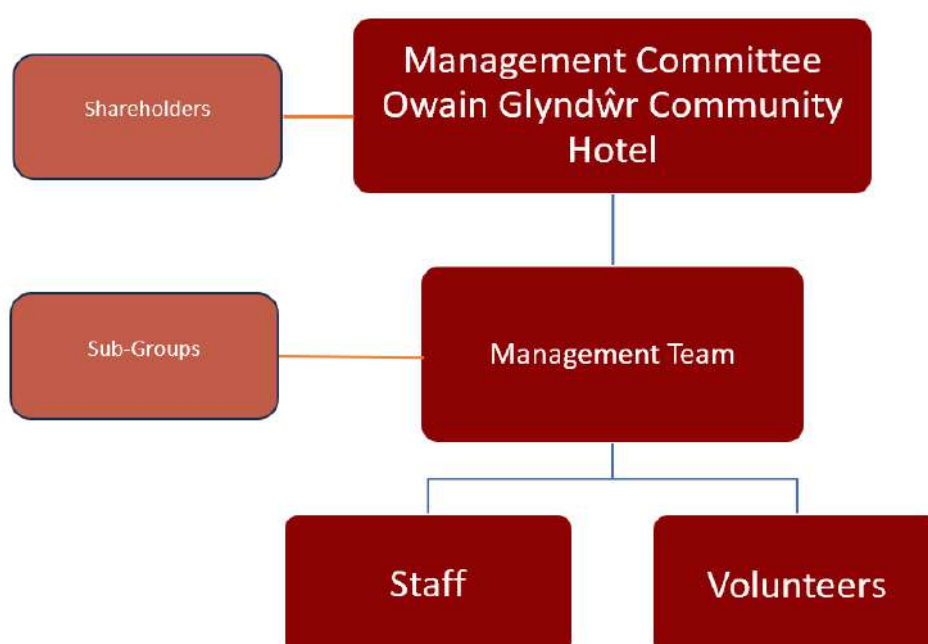 Management Committee
Owain Glyndŵr Community
Hotel
Shareholders
Sub-Groups
Management Team
Staff
Volunteers